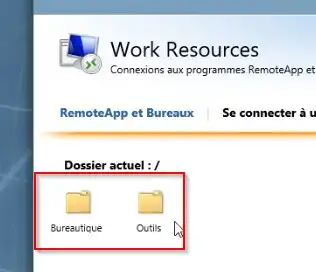 Work Resources
Connexions aux programmes RemoteApp et
RemoteApp et Bureaux | Se connecter à u
Dossier actuel : /
Bureautique Outils